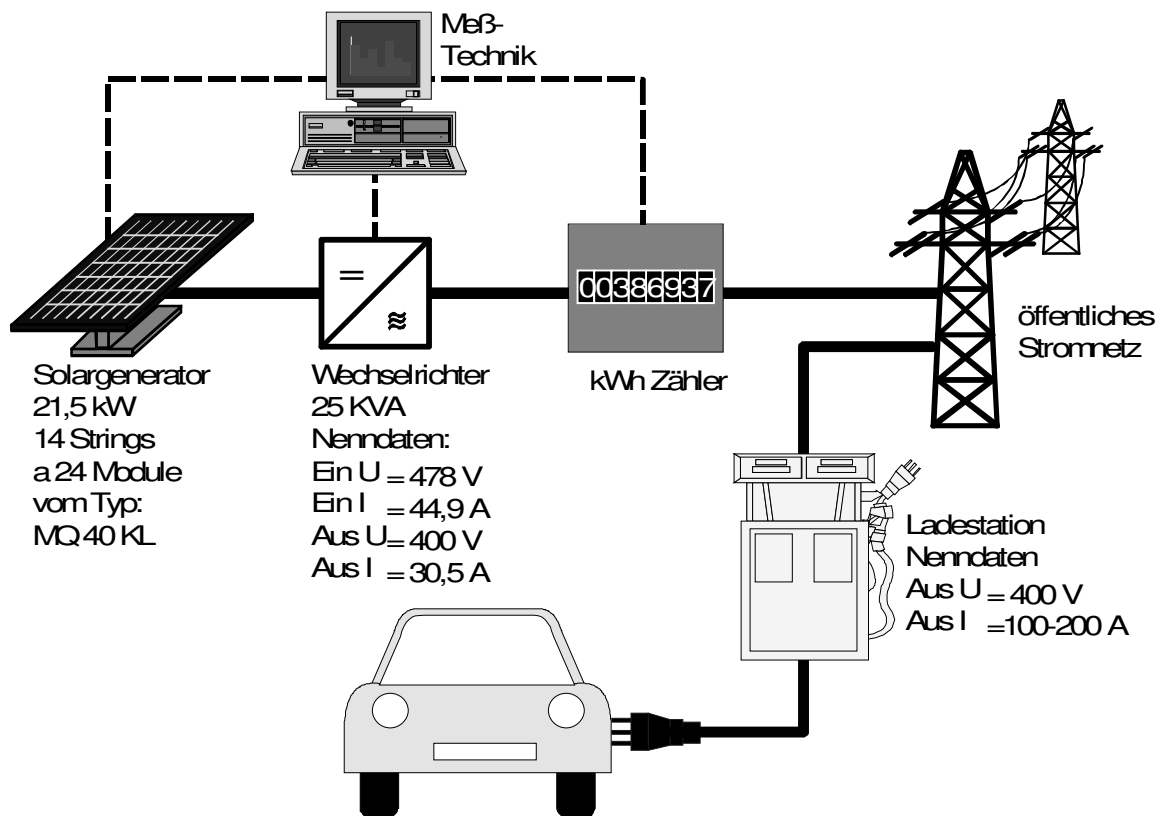 Meß-
Technik
00386937
öffentliches
Stromnetz
Solargenerator
21,5 kW
14 Strings
a 24 Module
vom Typ:
MQ 40 KL
Wechselrichter
25 KVA
Nenndaten:
Ein U = 478 V
Ein I = 44,9 A
Aus U = 400 V
Aus I = 30,5 A
kWh Zähler
Ladestation
Nenndaten
Aus U = 400 V
Aus I =100-200 A